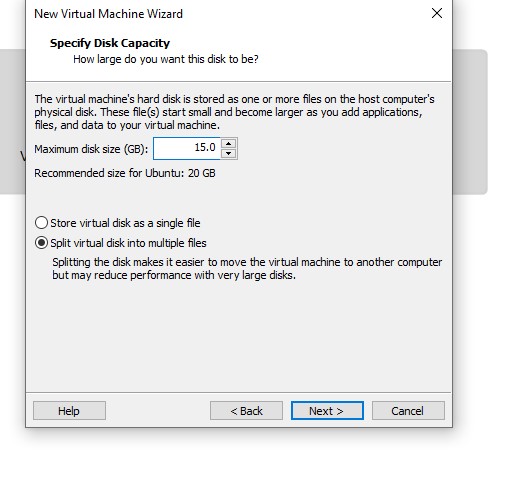 New Virtual Machine Wizard
Specify Disk Capacity
How large do you want this disk to be?
The virtual machine's hard disk is stored as one or more files on the host computer's
physical disk. These file(s) start small and become larger as you add applications,
files, and data to your virtual machine.
Maximum disk size (GB): 15.0
Recommended size for Ubuntu: 20 GB
Store virtual disk as a single file
Split virtual disk into multiple files
Splitting the disk makes it easier to move the virtual machine to another computer
but may reduce performance with very large disks.
Help < Back Next > Cancel